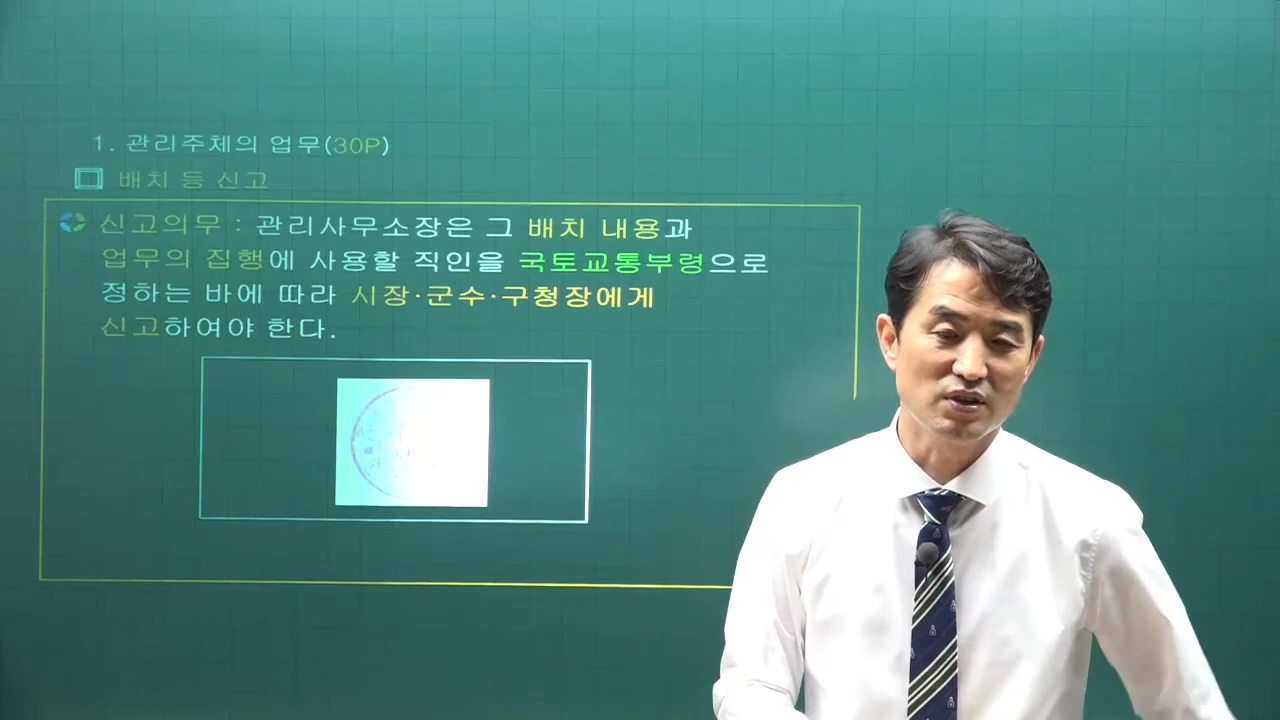 1. 관리주체의 업무(30P)
배치 등 신고
신고의무 : 관리사무소장은 그 배치 내용과
업무의 집행에 사용할 직인을 국토교통부령으로
정하는 바에 따라 시장·군수·구청장에게
신고하여야 한다.